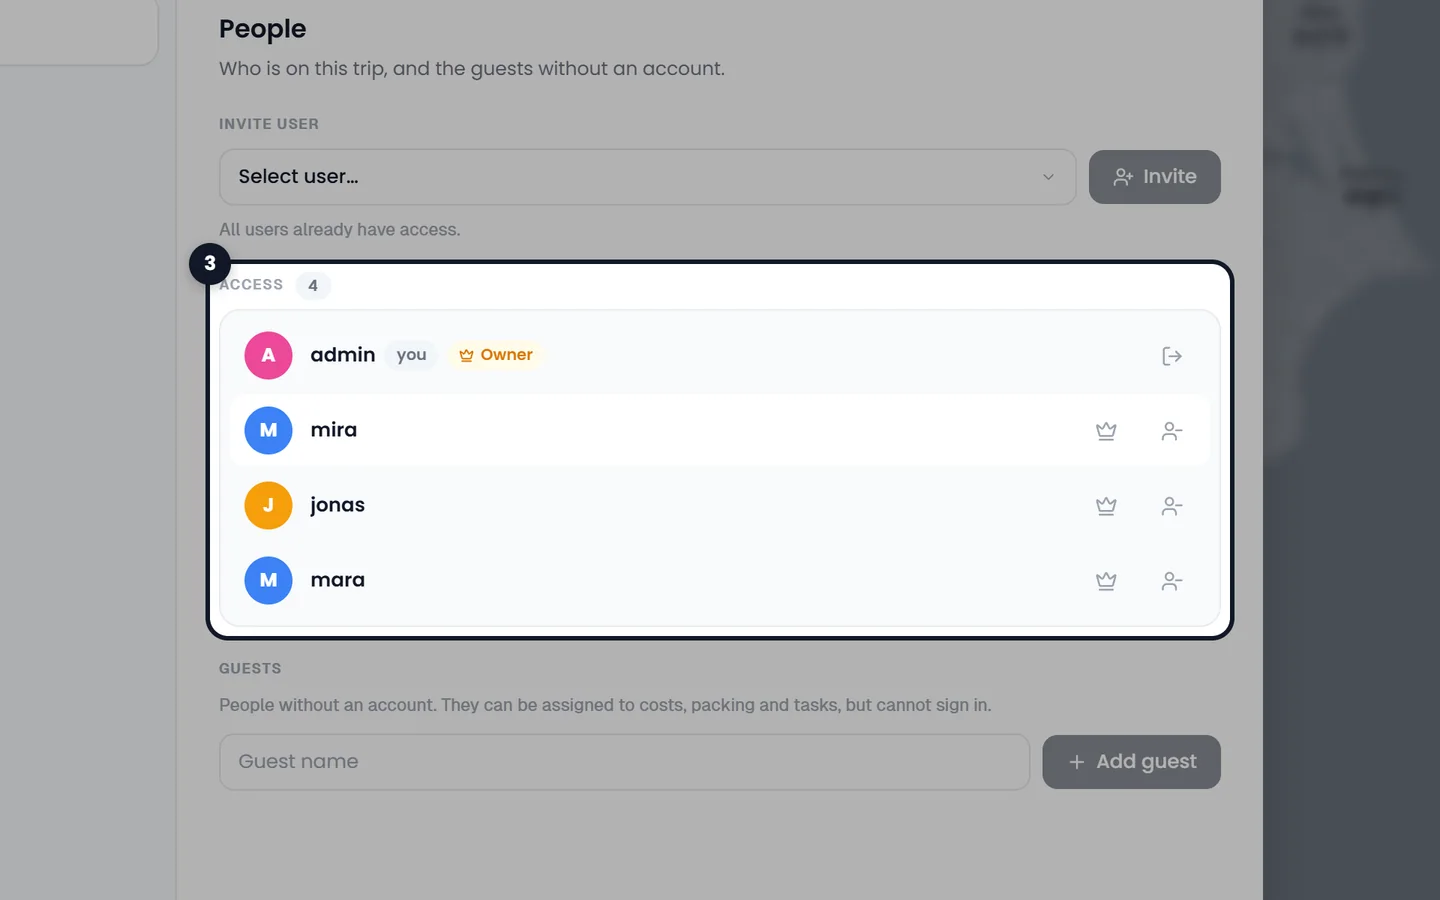 People
Who is on this trip, and the guests without an account.
INVITE USER
Select user...
Invite
All users already have access.
3
ACCESS 4
A admin you Owner
M mira
J jonas
M mara
GUESTS
People without an account. They can be assigned to costs, packing and tasks, but cannot sign in.
Guest name
+ Add guest